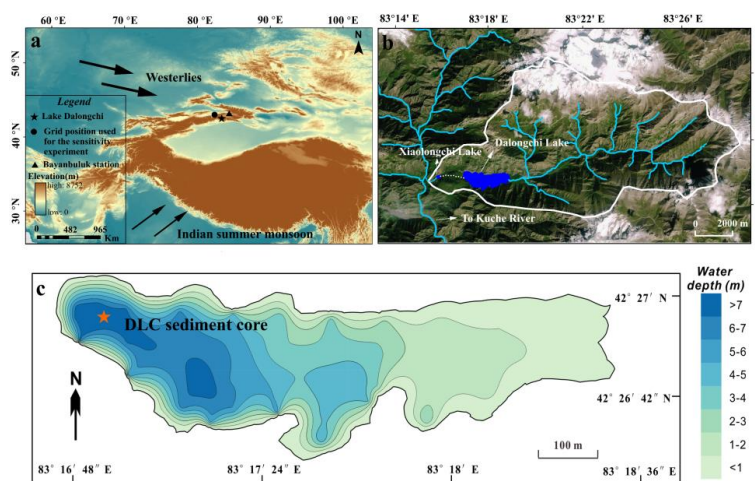 60° E
70° E
80° E
90° E
100° E
a
N
50° N
40° N
30° N
Westerlies
Legend
Lake Dalongchi
Grid position used
for the sensitivity
experiment
Bayanbuluk station
Elevation(m)
high: 8752
low: 0
0 482 965
Km
Indian summer monsoon
83°14′ E
83°18′ E
83°22′ E
83°26′ E
b
Xiaolongchi Lake
Dalongchi Lake
To Kuche River
0 2000 m
c
DLC sediment core
N
100 m
42° 27′ N
42° 26′ 42″ N
83° 16′ 48″ E
83° 17′ 24″ E
83° 18′ E
83° 18′ 36″ E
Water
depth (m)
>7
6-7
5-6
4-5
3-4
2-3
1-2
<1